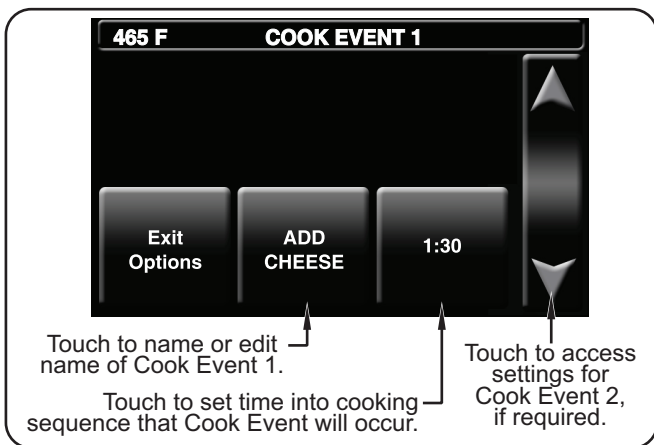 465 F COOK EVENT 1
Exit
Options
ADD
CHEESE
1:30
Touch to name or edit
name of Cook Event 1.
Touch to set time into cooking
sequence that Cook Event will occur.
Touch to access
settings for
Cook Event 2,
if required.